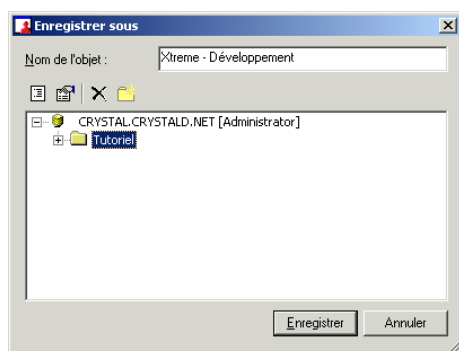 Enregistrer sous
Nom de l'objet :
Xtreme - Développement
CRYSTAL.CRYSTALD.NET [Administrator]
Tutoriel
Enregistrer
Annuler